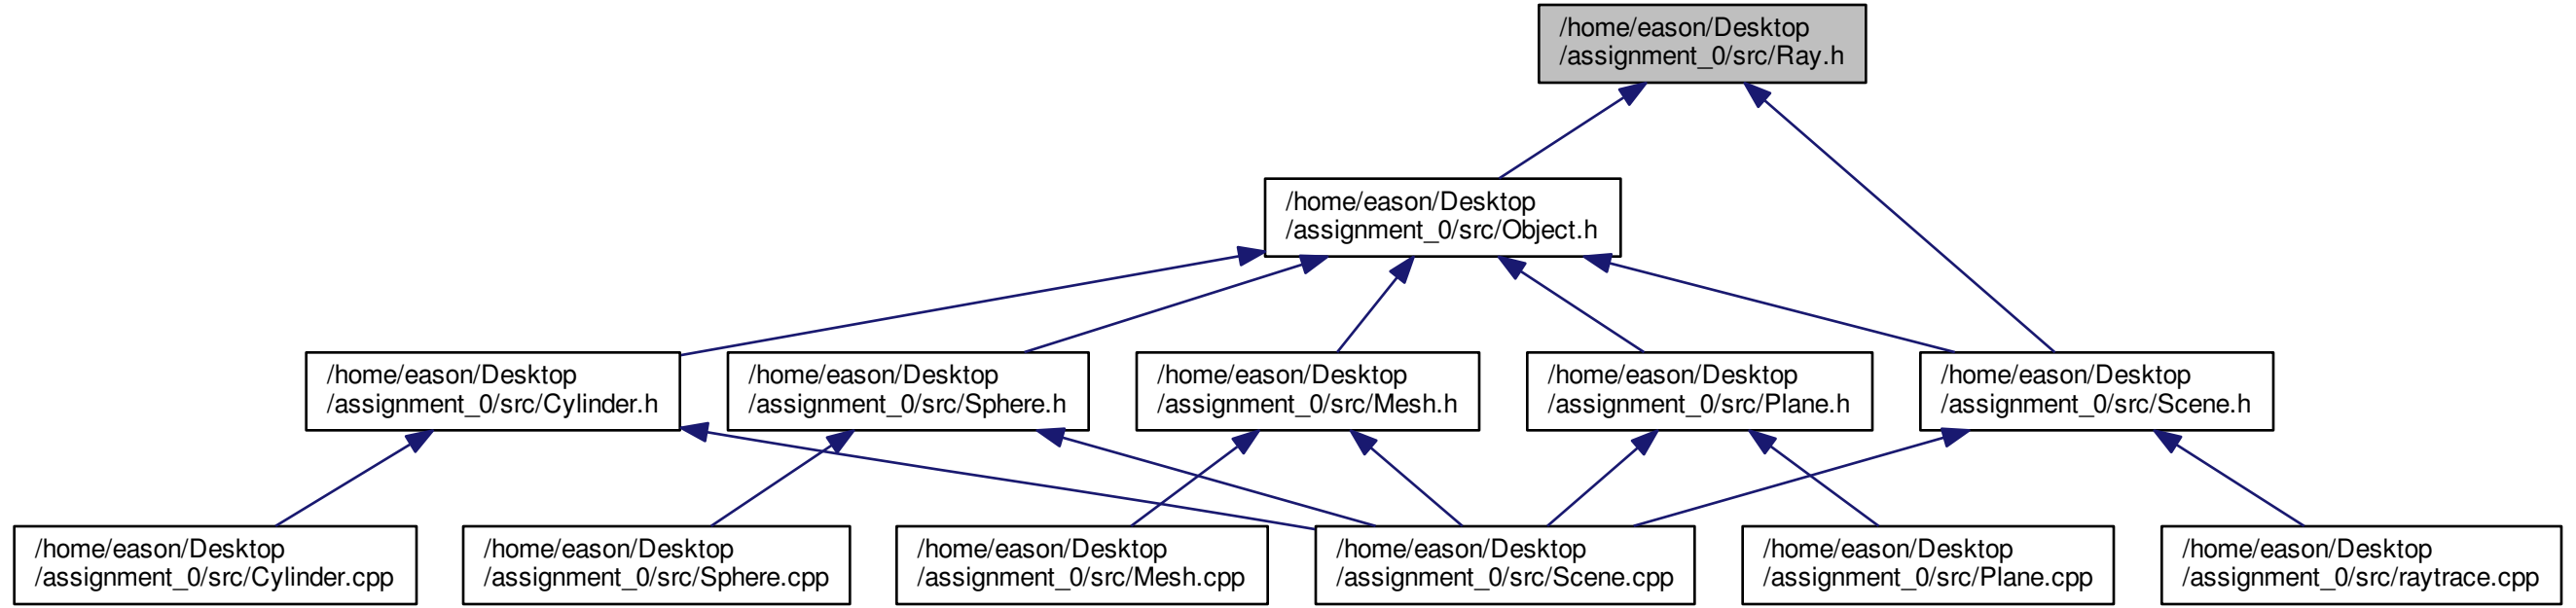 /home/eason/Desktop
/assignment_0/src/Ray.h
/home/eason/Desktop
/assignment_0/src/Object.h
/home/eason/Desktop
/assignment_0/src/Cylinder.h
/home/eason/Desktop
/assignment_0/src/Sphere.h
/home/eason/Desktop
/assignment_0/src/Mesh.h
/home/eason/Desktop
/assignment_0/src/Plane.h
/home/eason/Desktop
/assignment_0/src/Scene.h
/home/eason/Desktop
/assignment_0/src/Cylinder.cpp
/home/eason/Desktop
/assignment_0/src/Sphere.cpp
/home/eason/Desktop
/assignment_0/src/Mesh.cpp
/home/eason/Desktop
/assignment_0/src/Scene.cpp
/home/eason/Desktop
/assignment_0/src/Plane.cpp
/home/eason/Desktop
/assignment_0/src/raytrace.cpp